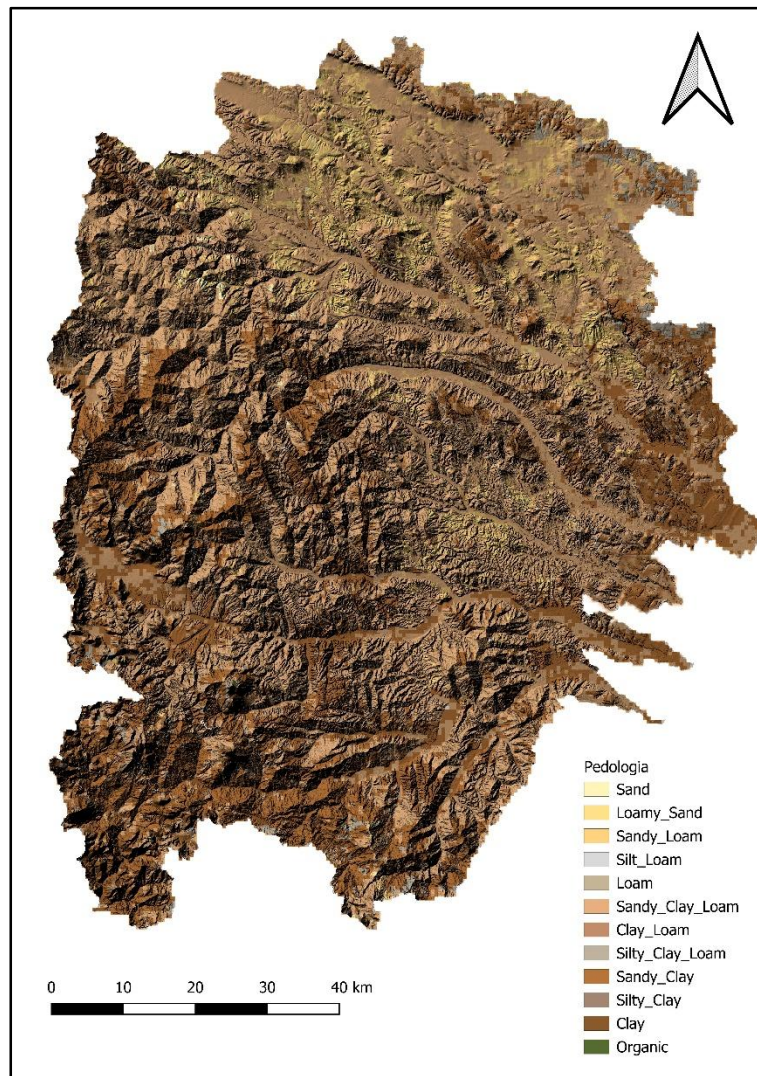 Pedologia
Sand
Loamy_Sand
Sandy_Loam
Silt_Loam
Loam
Sandy_Clay_Loam
Clay_Loam
Silty_Clay_Loam
Sandy_Clay
Silty_Clay
Clay
Organic
0 10 20 30 40 km